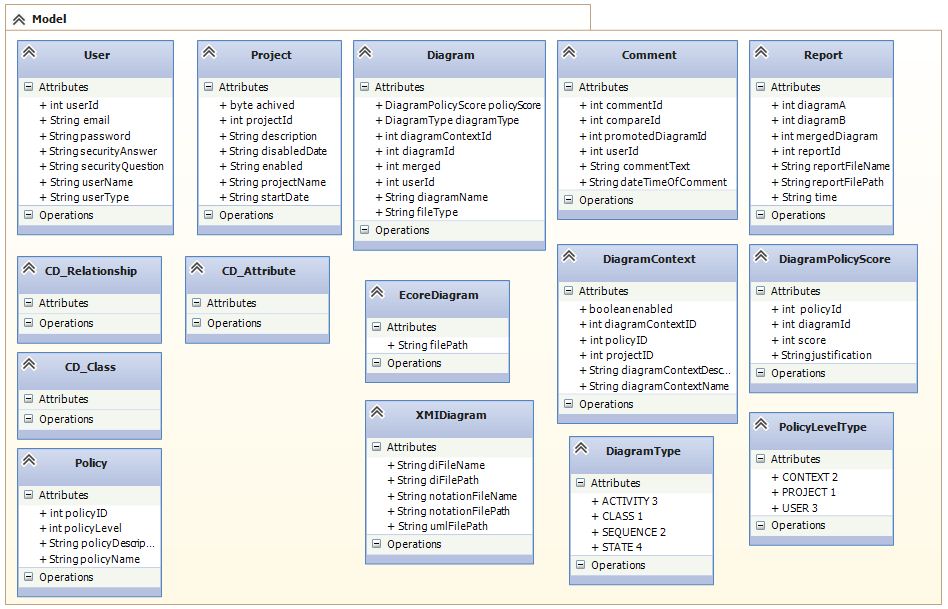 Model
User
Attributes
+ int userId
+ String email
+ String password
+ String securityAnswer
+ String securityQuestion
+ String userName
+ String userType
Operations
Project
Attributes
+ byte achived
+ int projectId
+ String description
+ String disabledDate
+ String enabled
+ String projectName
+ String startDate
Operations
Diagram
Attributes
+ DiagramPolicyScore policyScore
+ DiagramType diagramType
+ int diagramContextId
+ int diagramId
+ int merged
+ int userId
+ String diagramName
+ String fileType
Operations
Comment
Attributes
+ int commentId
+ int compareId
+ int promotedDiagramId
+ int userId
+ String commentText
+ String dateTimeOfComment
Operations
Report
Attributes
+ int diagramA
+ int diagramB
+ int mergedDiagram
+ int reportId
+ String reportFileName
+ String reportFilePath
+ String time
Operations
CD_Relationship
Attributes
Operations
CD_Attribute
Attributes
Operations
EcoreDiagram
Attributes
+ String filePath
Operations
DiagramContext
Attributes
+ boolean enabled
+ int diagramContextID
+ int policyID
+ int projectID
+ String diagramContextDesc...
+ String diagramContextName
Operations
DiagramPolicyScore
Attributes
+ int policyId
+ int diagramId
+ int score
+ String justification
Operations
CD_Class
Attributes
Operations
XMIDiagram
Attributes
+ String diFileName
+ String diFilePath
+ String notationFileName
+ String notationFilePath
+ String umlFilePath
Operations
PolicyLevelType
Attributes
+ CONTEXT 2
+ PROJECT 1
+ USER 3
Operations
DiagramType
Attributes
+ ACTIVITY 3
+ CLASS 1
+ SEQUENCE 2
+ STATE 4
Operations
Policy
Attributes
+ int policyID
+ int policyLevel
+ String policyDescrip...
+ String policyName
Operations